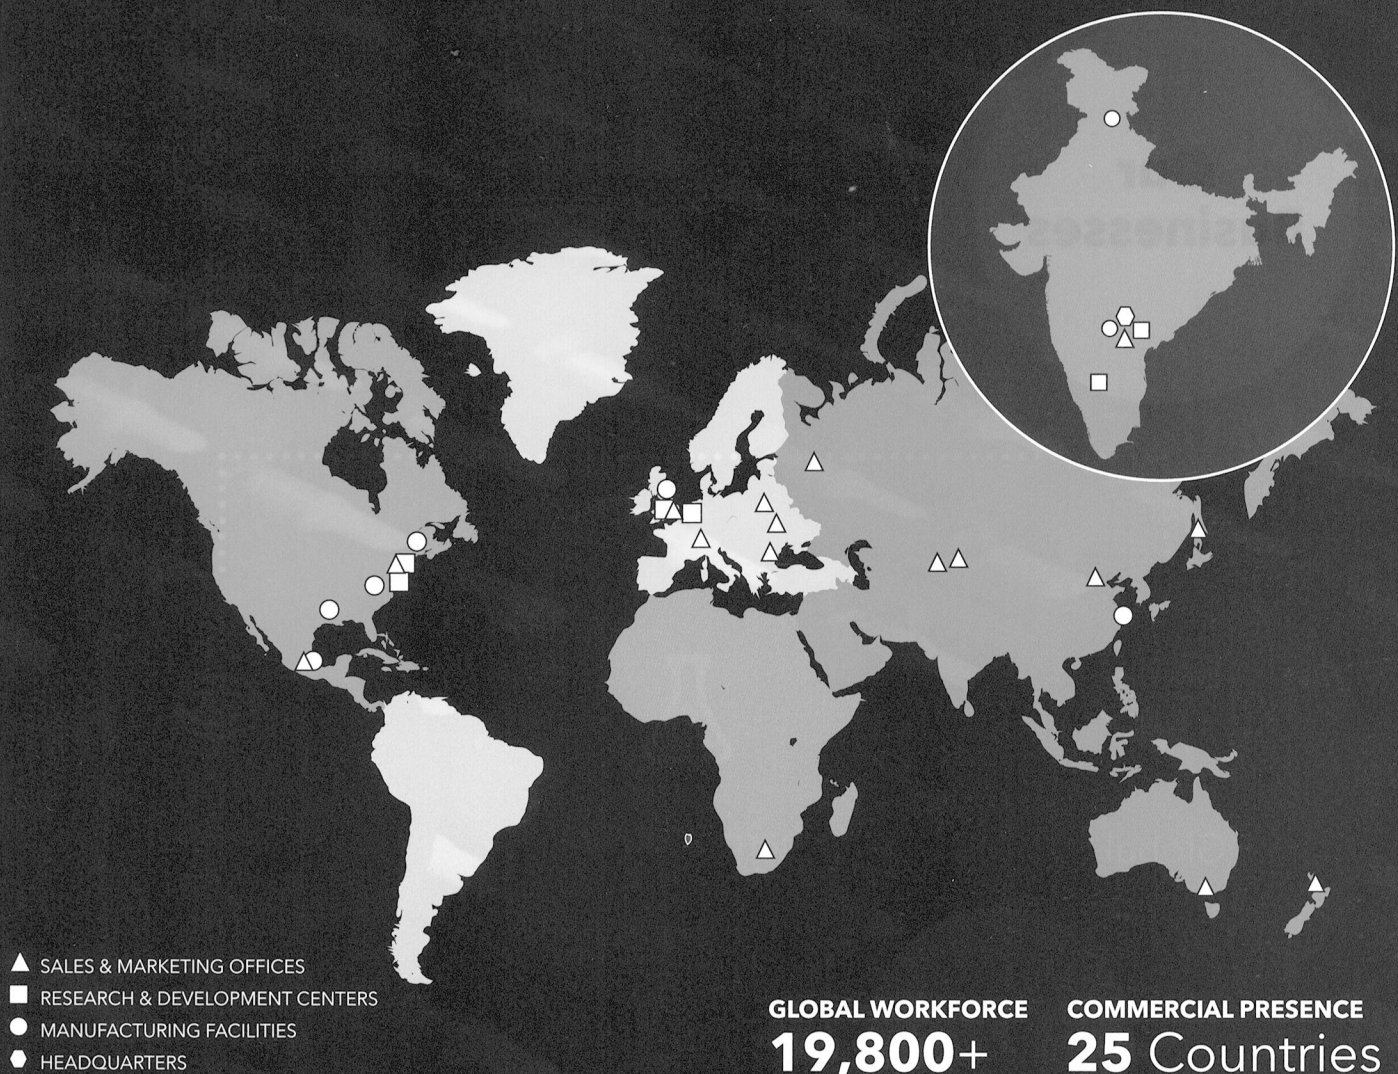 SALES & MARKETING OFFICES
RESEARCH & DEVELOPMENT CENTERS
MANUFACTURING FACILITIES
HEADQUARTERS
GLOBAL WORKFORCE
19,800+
COMMERCIAL PRESENCE
25 Countries